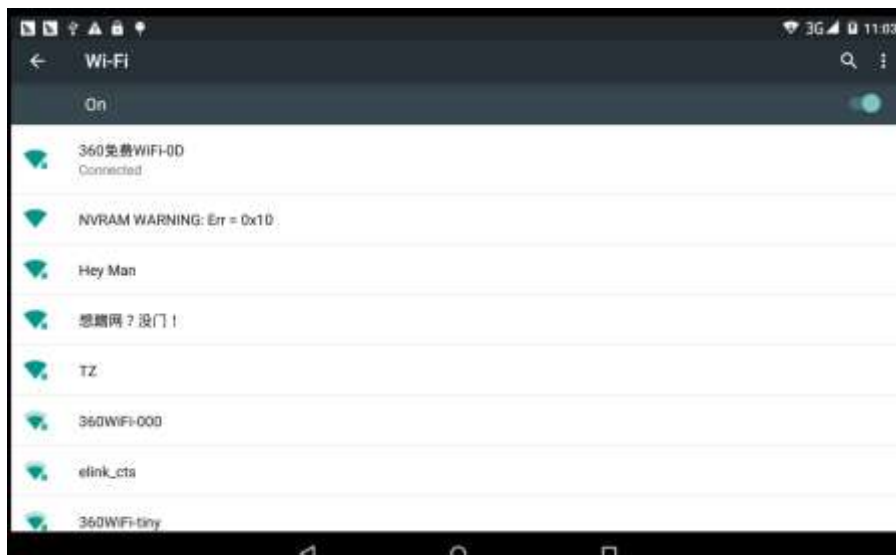 3G 11:03
Wi-Fi
On
360免费WiFi-0D
Connected
NVRAM WARNING: Err = 0x10
Hey Man
想蹭网？没门！
TZ
360WiFi-000
elink_cts
360WiFi-tiny